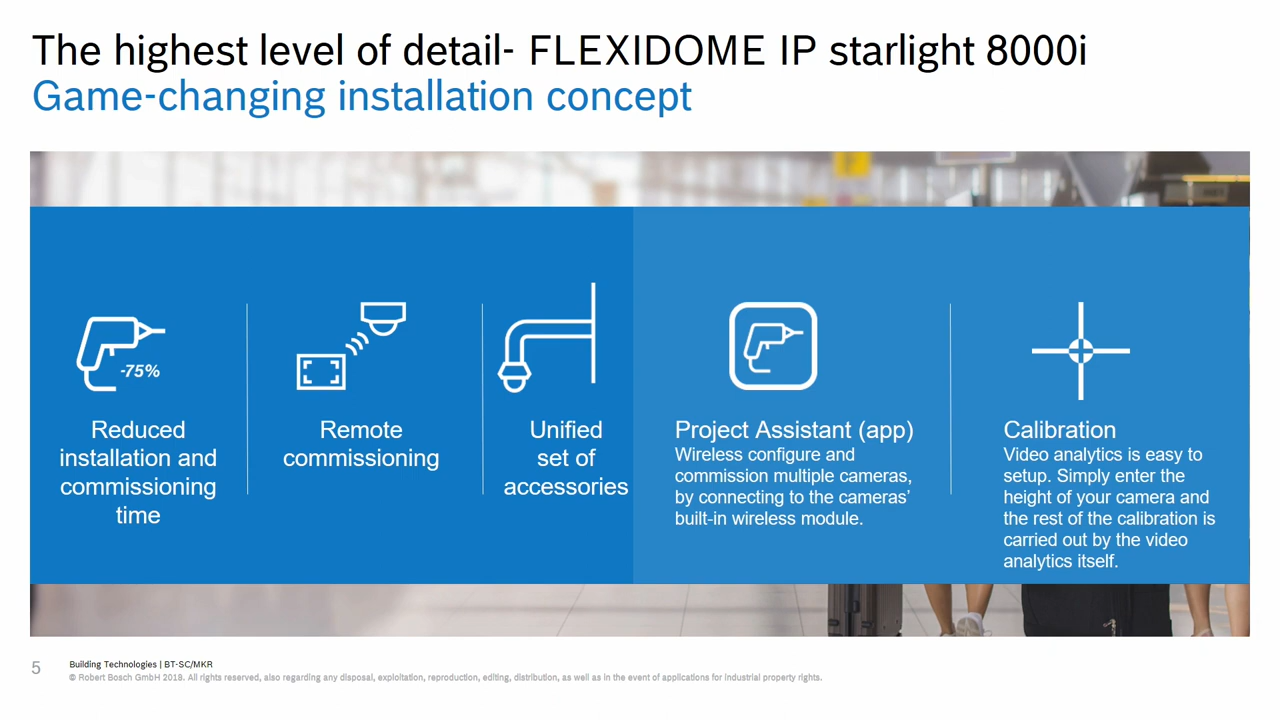 The highest level of detail- FLEXIDOME IP starlight 8000i
Game-changing installation concept
-75%
Reduced
installation and
commissioning
time
Remote
commissioning
Unified
set of
accessories
Project Assistant (app)
Wireless configure and
commission multiple cameras,
by connecting to the cameras’
built-in wireless module.
Calibration
Video analytics is easy to
setup. Simply enter the
height of your camera and
the rest of the calibration is
carried out by the video
analytics itself.
5
Building Technologies | BT-SC/MKR
© Robert Bosch GmbH 2018. All rights reserved, also regarding any disposal, exploitation, reproduction, editing, distribution, as well as in the event of applications for industrial property rights.